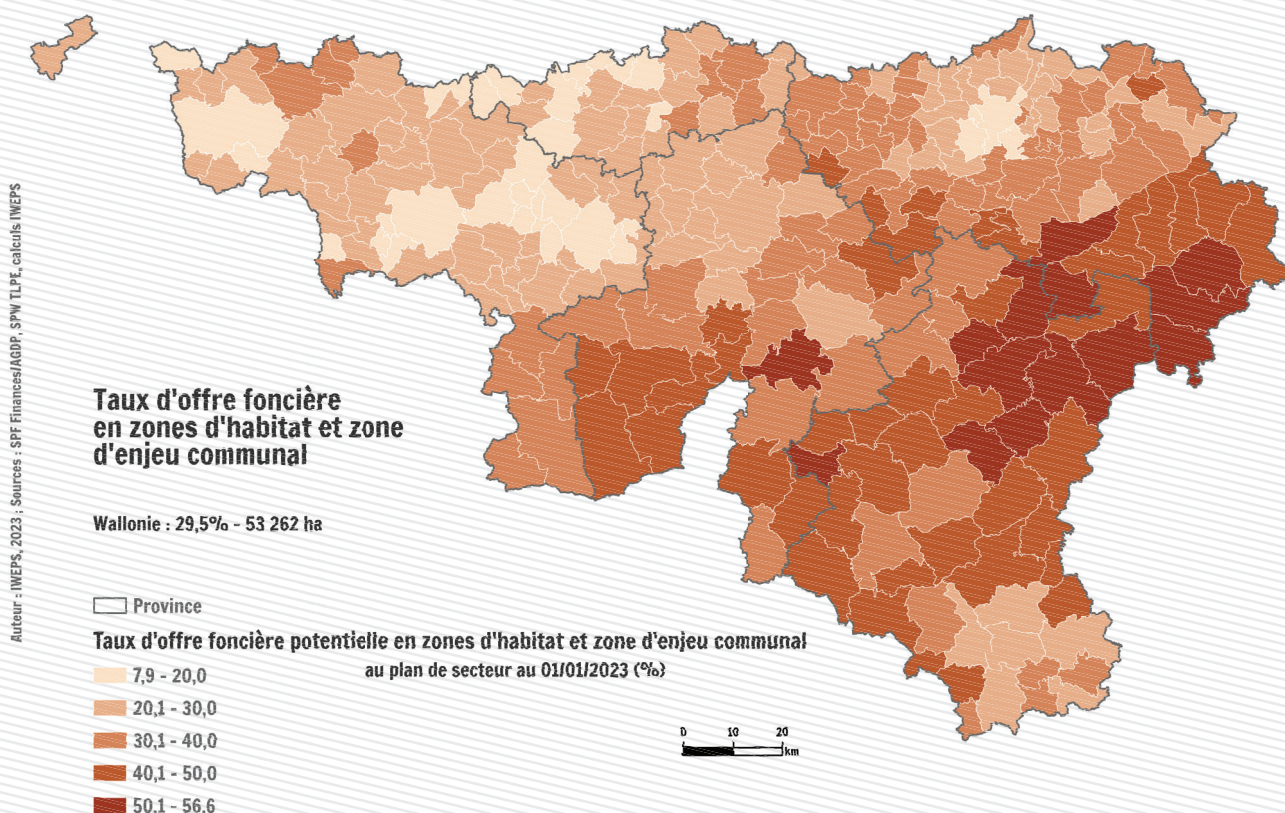 Auteur : IWEPS, 2023 ; Sources : SPF Finances/AGDP, SPW TLPE, calculs IWEPS
Taux d'offre foncière
en zones d'habitat et zone
d'enjeu communal
Wallonie : 29,5% - 53 262 ha
Province
Taux d'offre foncière potentielle en zones d'habitat et zone d'enjeu communal
au plan de secteur au 01/01/2023 (%)
7,9 - 20,0
20,1 - 30,0
30,1 - 40,0
40,1 - 50,0
50,1 - 56,6
0 10 20
km